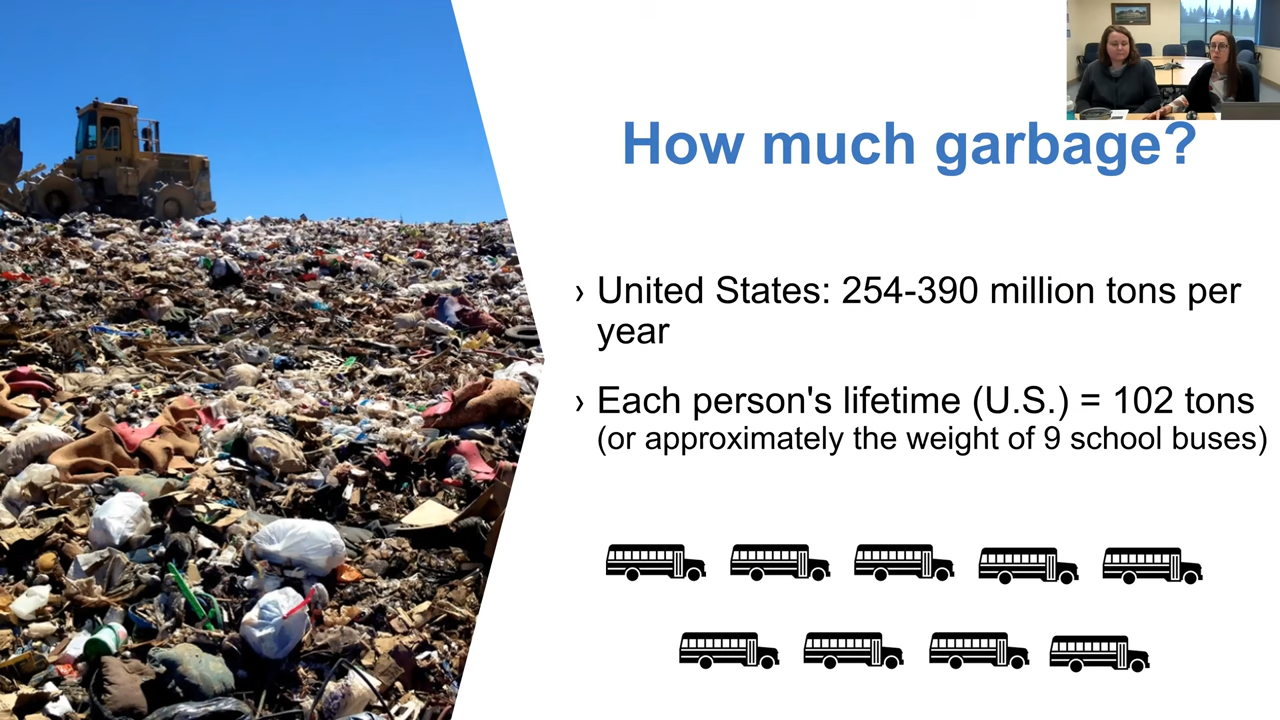 How much garbage?
› United States: 254-390 million tons per
year
› Each person's lifetime (U.S.) = 102 tons
(or approximately the weight of 9 school buses)